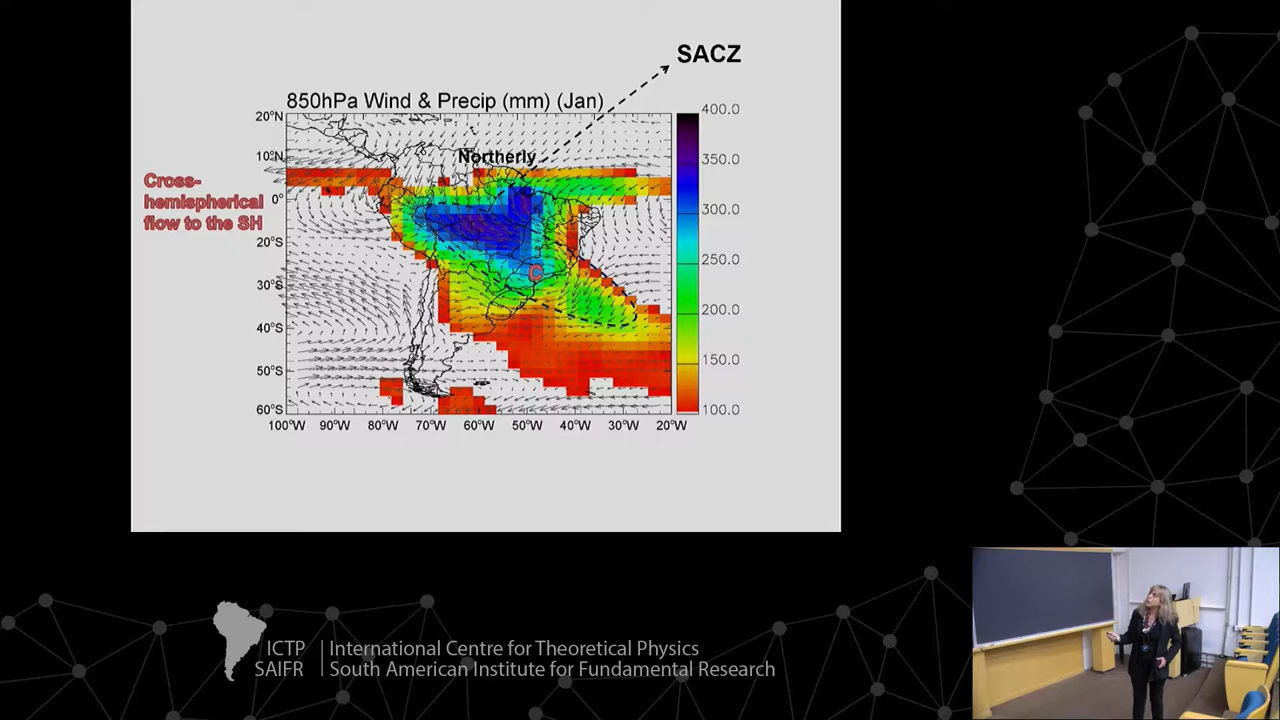 SACZ
850hPa Wind & Precip (mm) (Jan)
20°N
10°N
0°
20°S
30°S
40°S
50°S
60°S
100°W 90°W 80°W 70°W 60°W 50°W 40°W 30°W 20°W
Northerly
C
400.0
350.0
300.0
250.0
200.0
150.0
100.0
Cross-
hemispherical
flow to the SH
ICTP
SAIFR
International Centre for Theoretical Physics
South American Institute for Fundamental Research